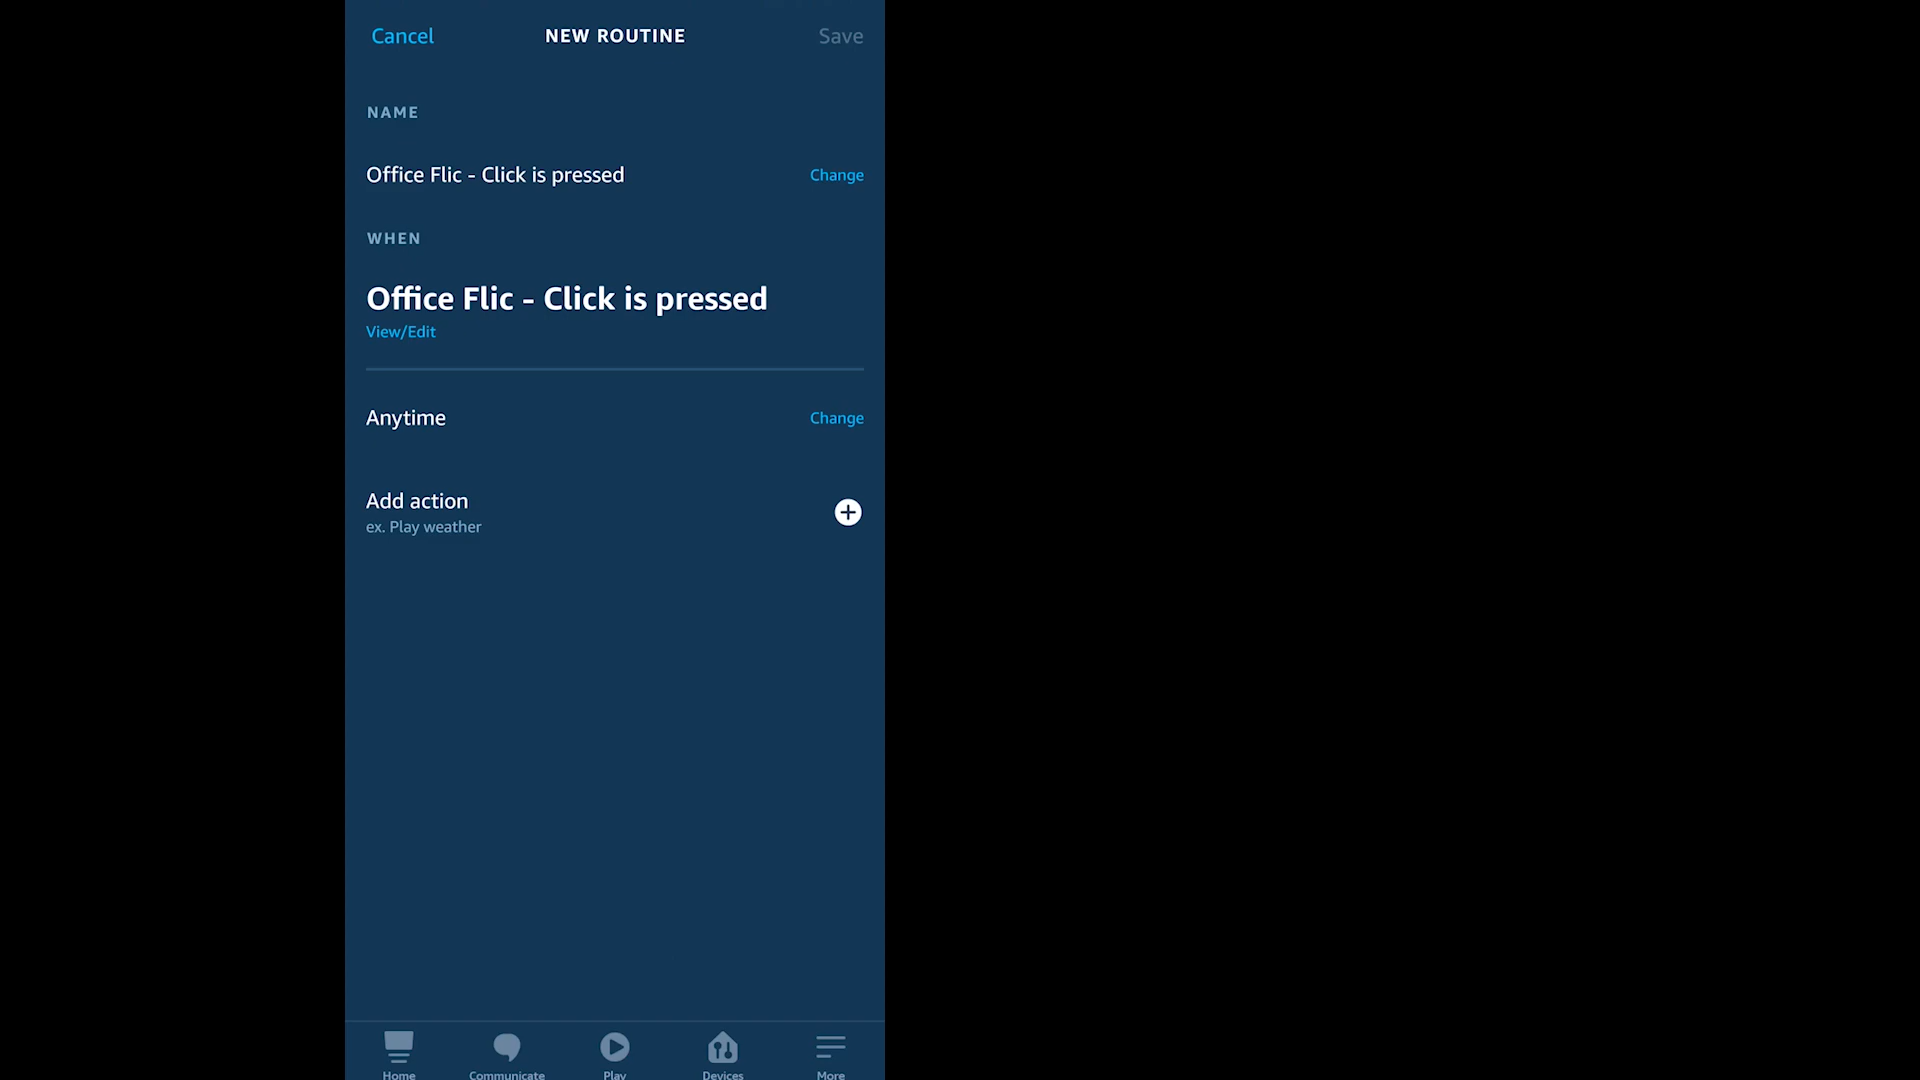 Cancel NEW ROUTINE Save
NAME
Office Flic - Click is pressed Change
WHEN
Office Flic - Click is pressed
View/Edit
Anytime Change
Add action
ex. Play weather
Home Communicate Play Devices More